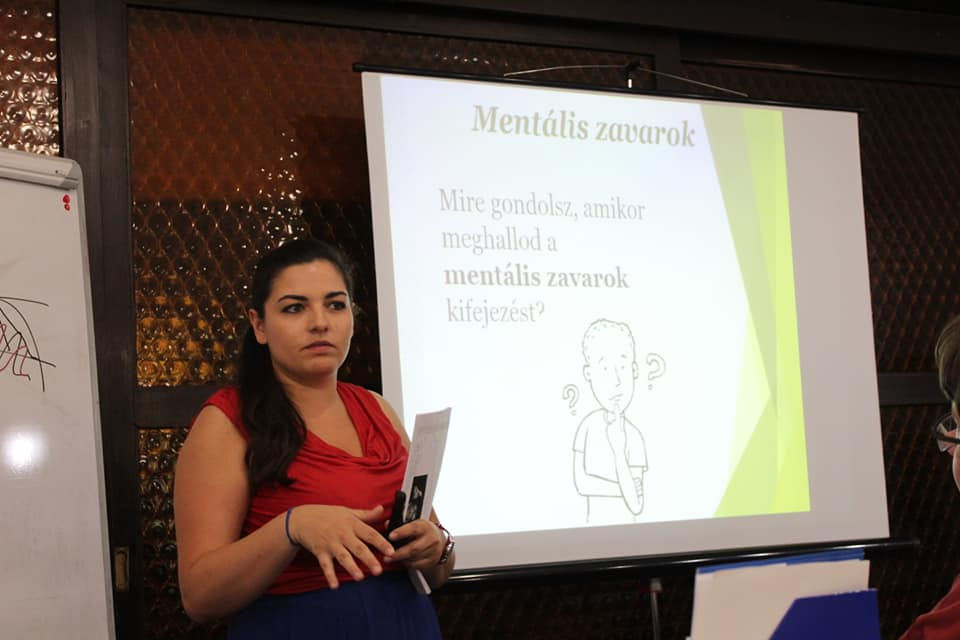 Mentális zavarok
Mire gondolsz, amikor
meghallod a
mentális zavarok
kifejezést?
? ?